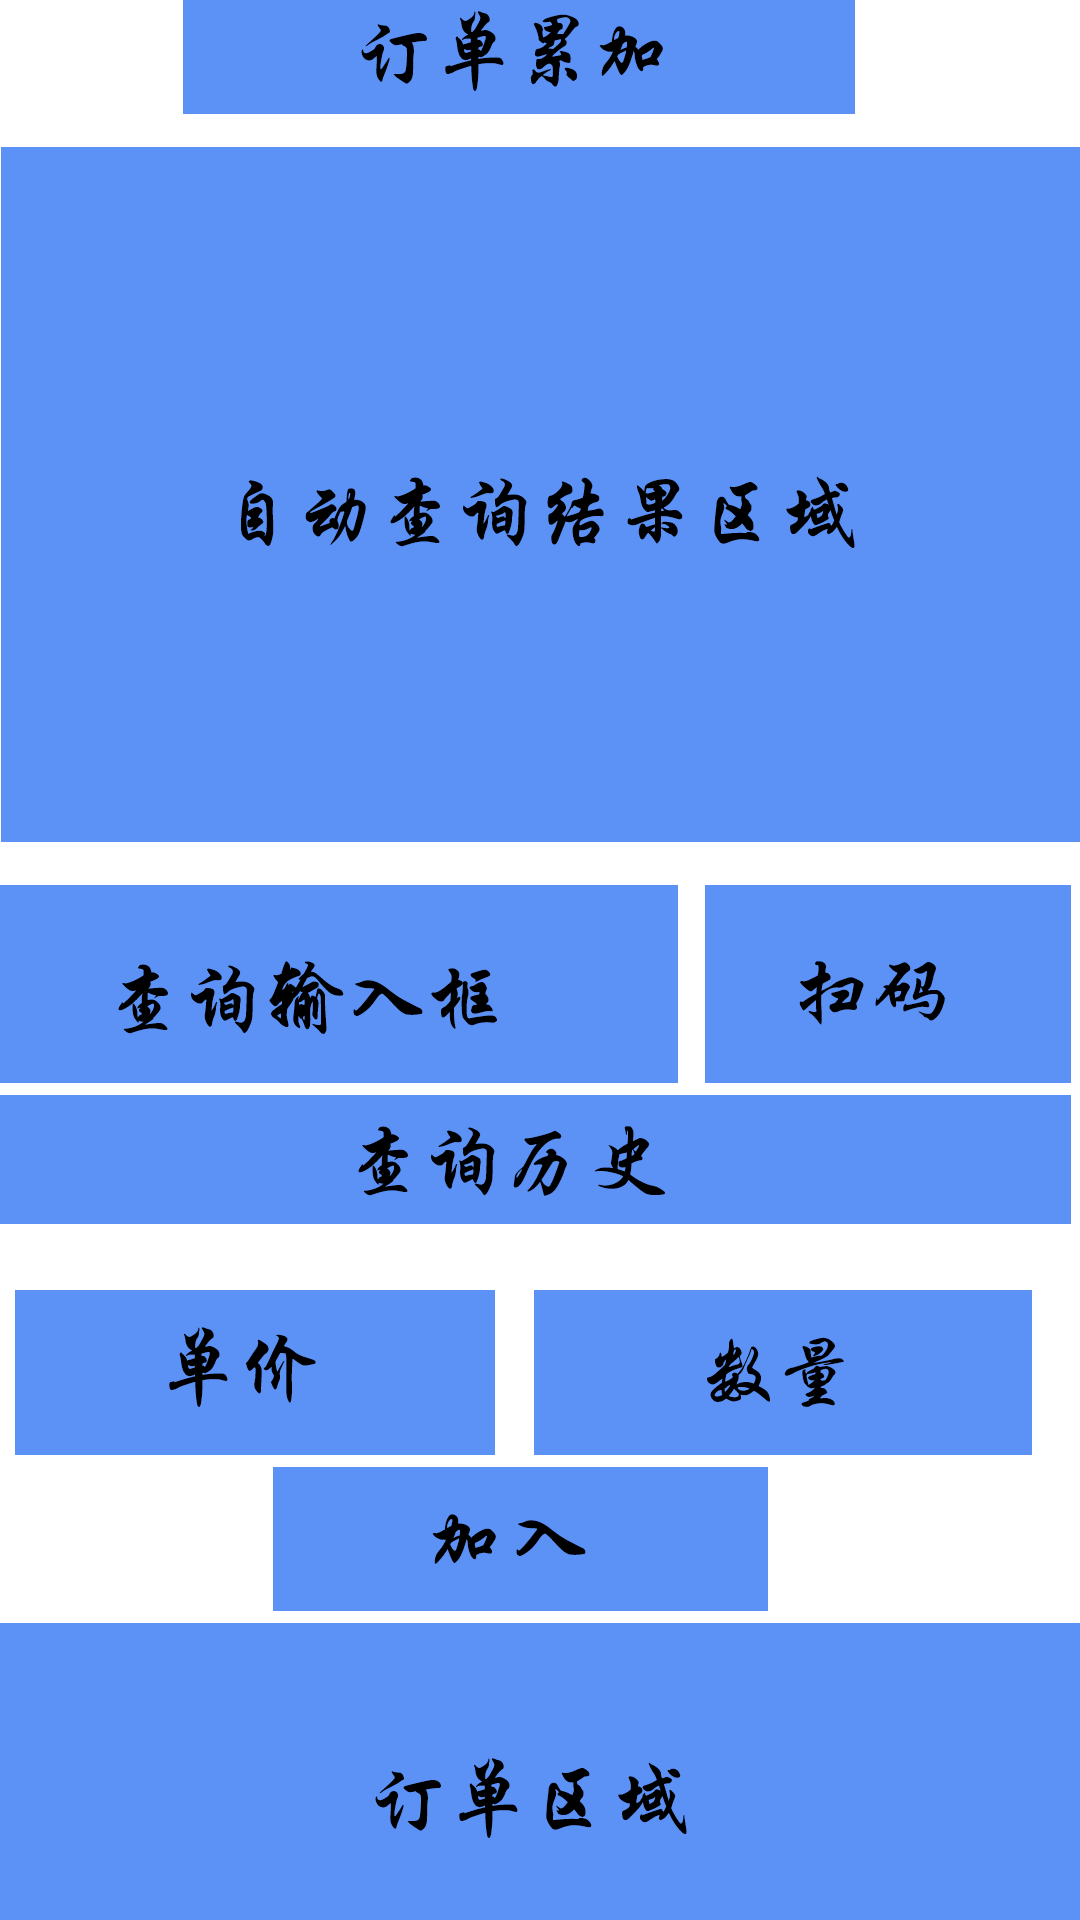 订单累加
自动查询结果区域
查询输入框
扫码
查询历史
单价
数量
加入
订单区域